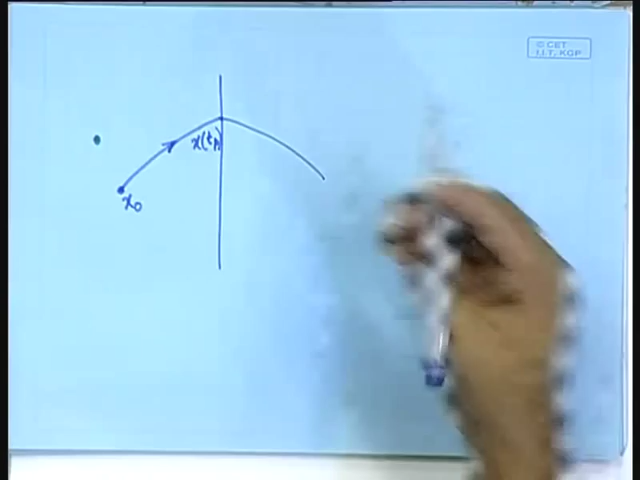 © CET
I.I.T. KGP
x(t₁)
x₀